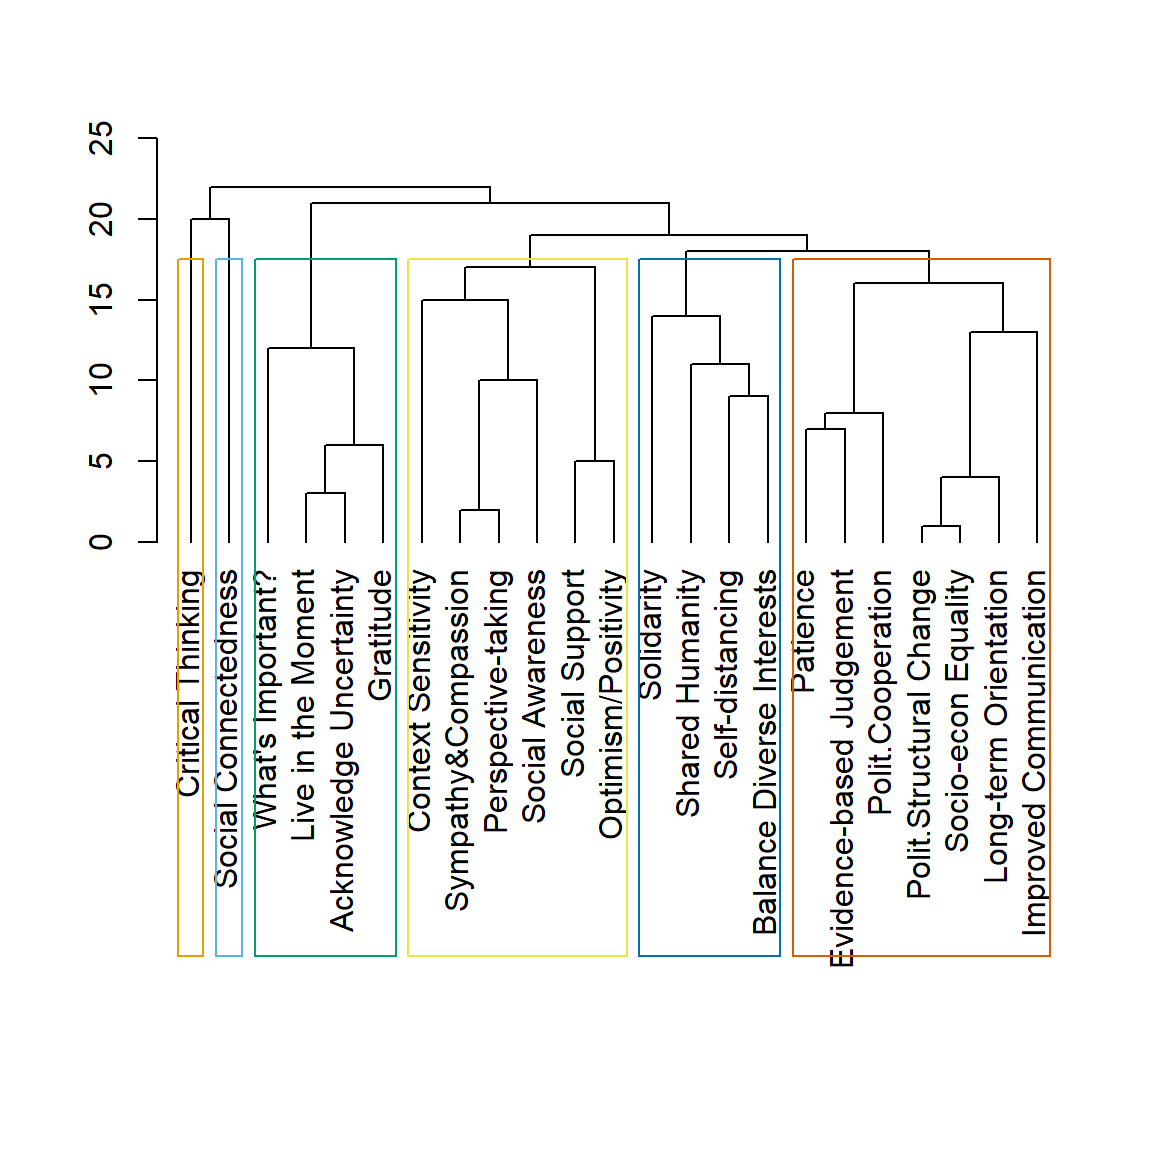 25
20
15
10
5
0
Critical Thinking
Social Connectedness
What's Important?
Live in the Moment
Acknowledge Uncertainty
Gratitude
Context Sensitivity
Sympathy&Compassion
Perspective-taking
Social Awareness
Social Support
Optimism/Positivity
Solidarity
Shared Humanity
Self-distancing
Balance Diverse Interests
Patience
Evidence-based Judgement
Polit.Cooperation
Polit.Structural Change
Socio-econ Equality
Long-term Orientation
Improved Communication